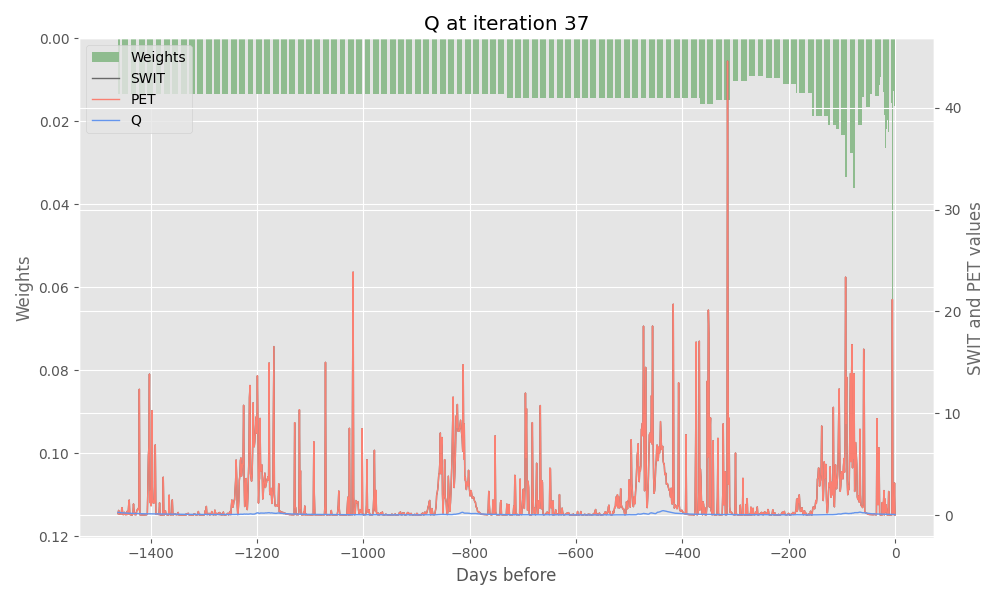 Q at iteration 37
Weights
SWIT
PET
Q
0.00
0.02
0.04
0.06
0.08
0.10
0.12
Weights
40
30
20
10
0
SWIT and PET values
−1400
−1200
−1000
−800
−600
−400
−200
0
Days before